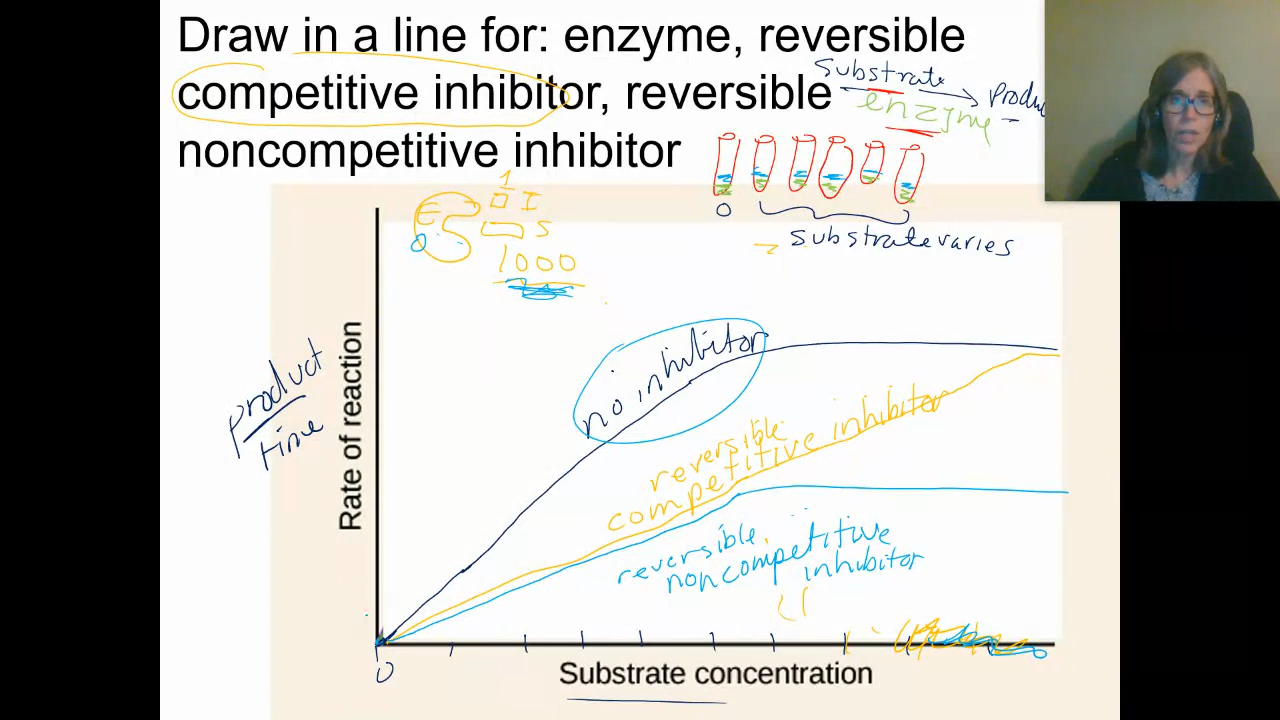 Draw in a line for: enzyme, reversible
competitive inhibitor, reversible
noncompetitive inhibitor
Substrate
enzyme
1
I
S
1000
E
0
substrate varies
product
time
Rate of reaction
no inhibitor
reversible
competitive inhibitor
reversible
noncompetitive
inhibitor
0
Substrate concentration